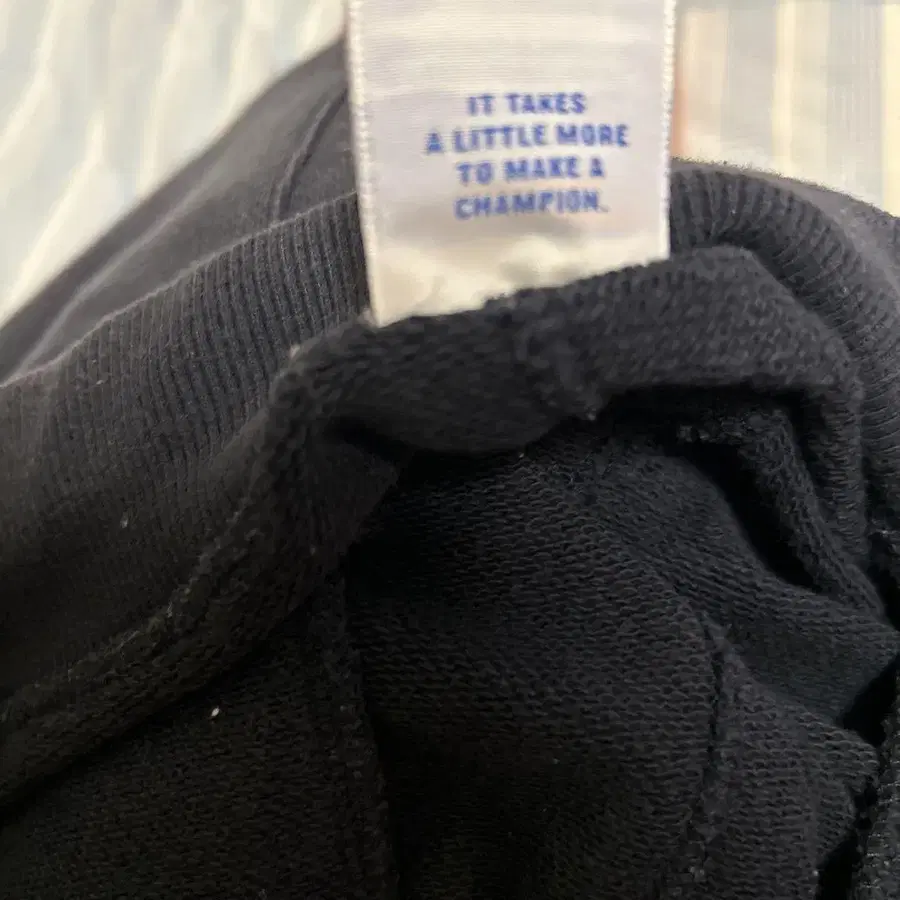 IT TAKES
A LITTLE MORE
TO MAKE A
CHAMPION.